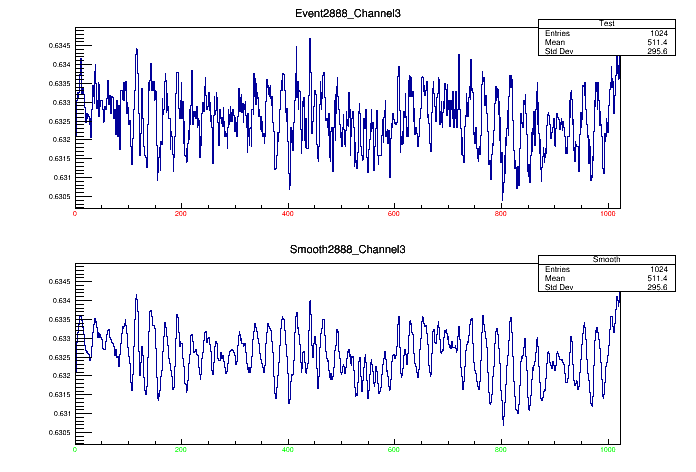 Event2888_Channel3
Test
Entries 1024
Mean 511.4
Std Dev 295.6
0.6345
0.634
0.6335
0.633
0.6325
0.632
0.6315
0.631
0.6305
0 200 400 600 800 1000
Smooth2888_Channel3
Smooth
Entries 1024
Mean 511.4
Std Dev 295.6
0.6345
0.634
0.6335
0.633
0.6325
0.632
0.6315
0.631
0.6305
0 200 400 600 800 1000